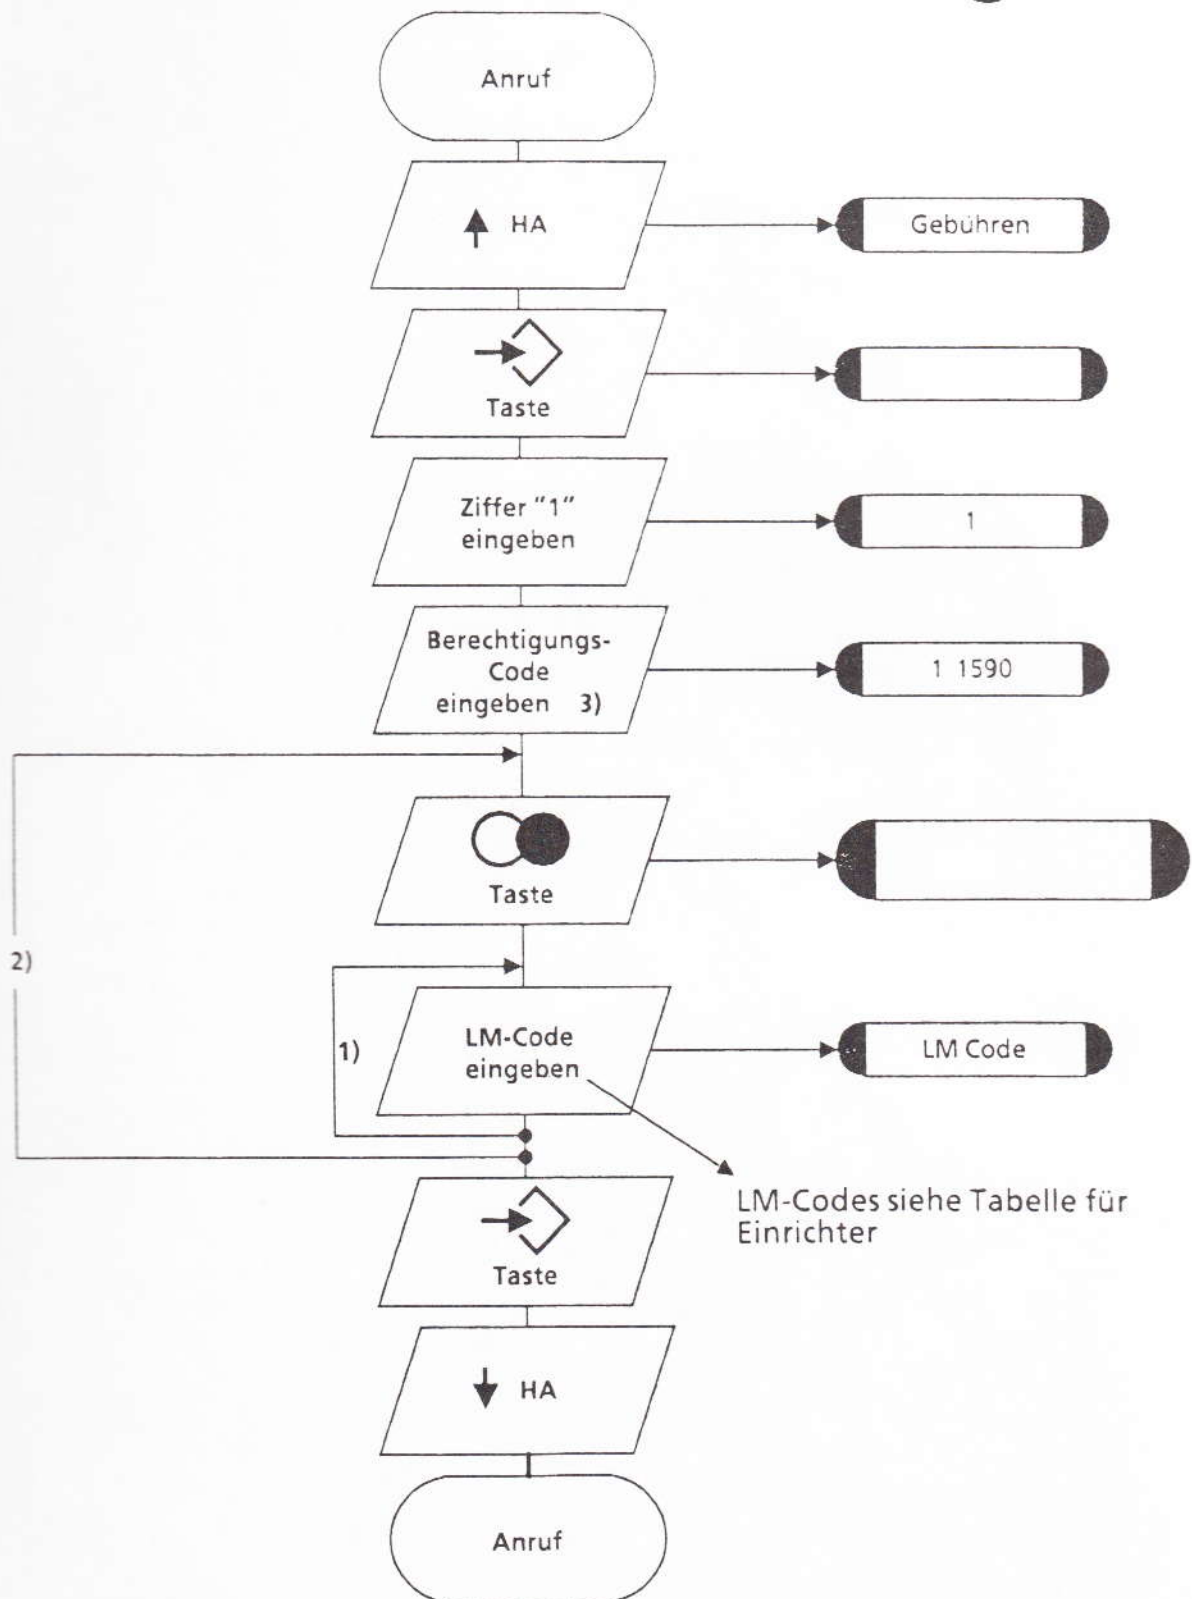 Anruf
HA
Gebühren
Taste
Ziffer "1"
eingeben
1
Berechtigungs-
Code
eingeben 3)
1 1590
Taste
2)
1)
LM-Code
eingeben
LM Code
LM-Codes siehe Tabelle für
Einrichter
Taste
HA
Anruf